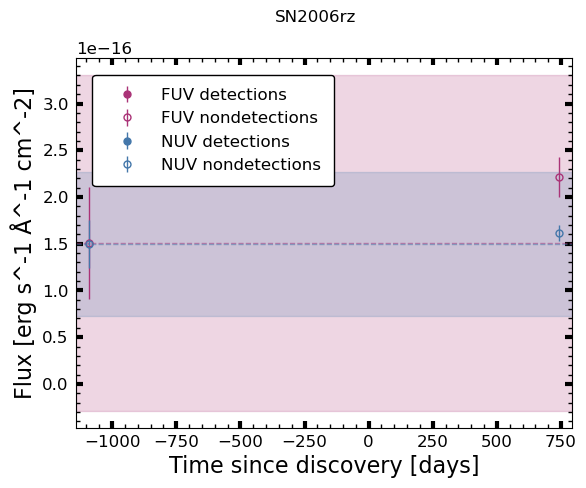 SN2006rz
1e−16
FUV detections
FUV nondetections
NUV detections
NUV nondetections
3.0
2.5
2.0
1.5
1.0
0.5
0.0
Flux [erg s^-1 Å^-1 cm^-2]
−1000 −750 −500 −250 0 250 500 750
Time since discovery [days]